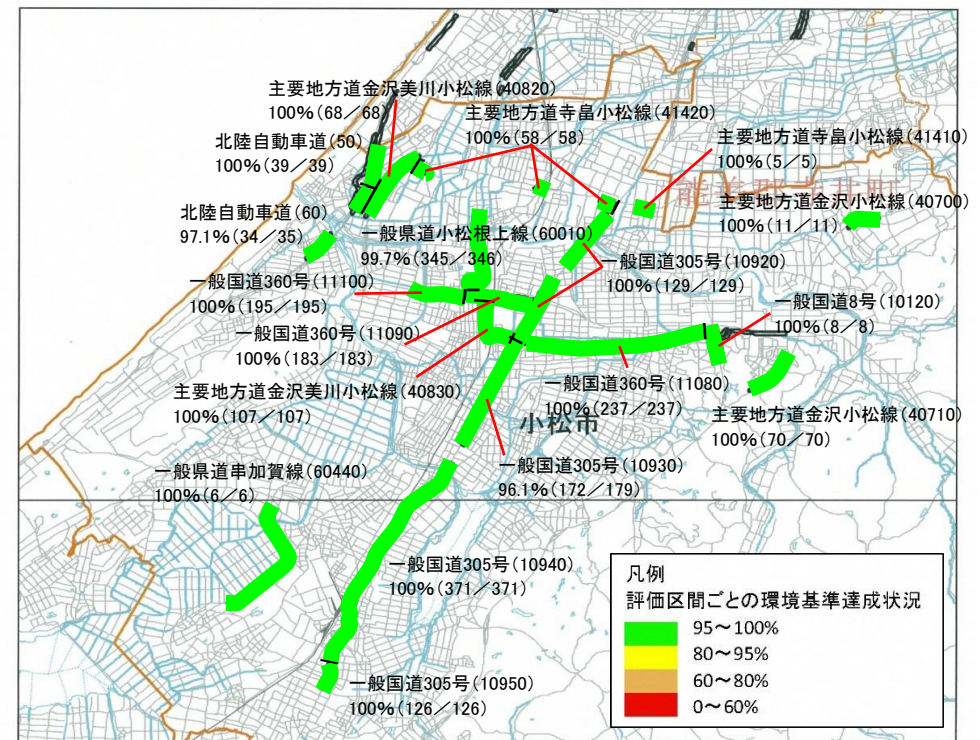 主要地方道金沢美川小松線(40820)
100%(68/68)
主要地方道寺畠小松線(41420)
100%(58/58)
北陸自動車道(50)
100%(39/39)
主要地方道寺畠小松線(41410)
100%(5/5)
主要地方道金沢小松線(40700)
100%(11/11)
北陸自動車道(60)
97.1%(34/35)
一般県道小松根上線(60010)
99.7%(345/346)
一般国道305号(10920)
100%(129/129)
一般国道360号(11100)
100%(195/195)
一般国道8号(10120)
100%(8/8)
一般国道360号(11090)
100%(183/183)
主要地方道金沢美川小松線(40830)
100%(107/107)
一般国道360号(11080)
100%(237/237)
主要地方道金沢小松線(40710)
100%(70/70)
小松市
一般国道305号(10930)
96.1%(172/179)
一般県道串加賀線(60440)
100%(6/6)
一般国道305号(10940)
100%(371/371)
一般国道305号(10950)
100%(126/126)
凡例
評価区間ごとの環境基準達成状況
95~100%
80~95%
60~80%
0~60%